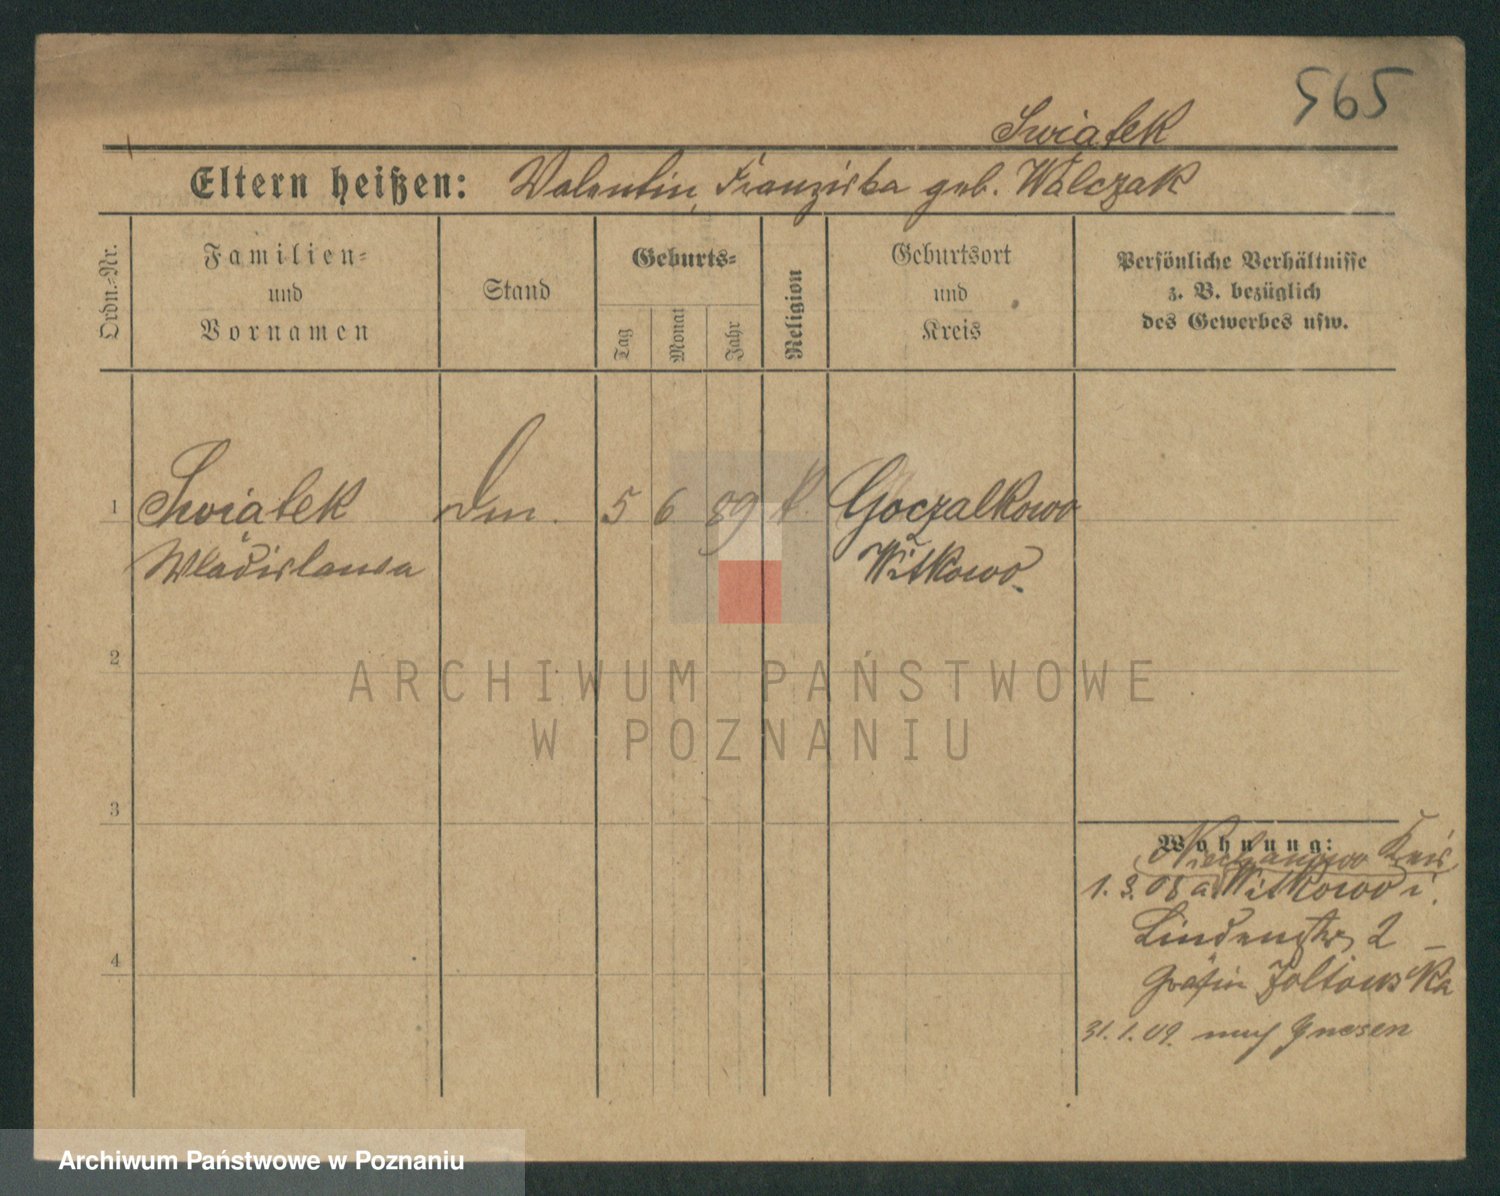 565
Swiatek
Eltern heißen: Valentin, Franziska geb. Walczak
Ordn.-Nr.
Familien-
und
Vornamen
Stand
Geburts-
Tag
Monat
Jahr
Religion
Geburtsort
und
Kreis
Persönliche Verhältnisse
z. B. bezüglich
des Gewerbes usw.
1 Swiatek 5 6 89 k. Goczalkowo
Wladislawa Witkowo.
2
3
4
Wohnung:
Niechanowo Kreis
1. 3. 08 a Witkowo i.
Lindenstr. 2
Gräfin Zoltowska
31. 1. 09. nach Gnesen
ARCHIWUM PAŃSTWOWE
W POZNANIU
Archiwum Państwowe w Poznaniu